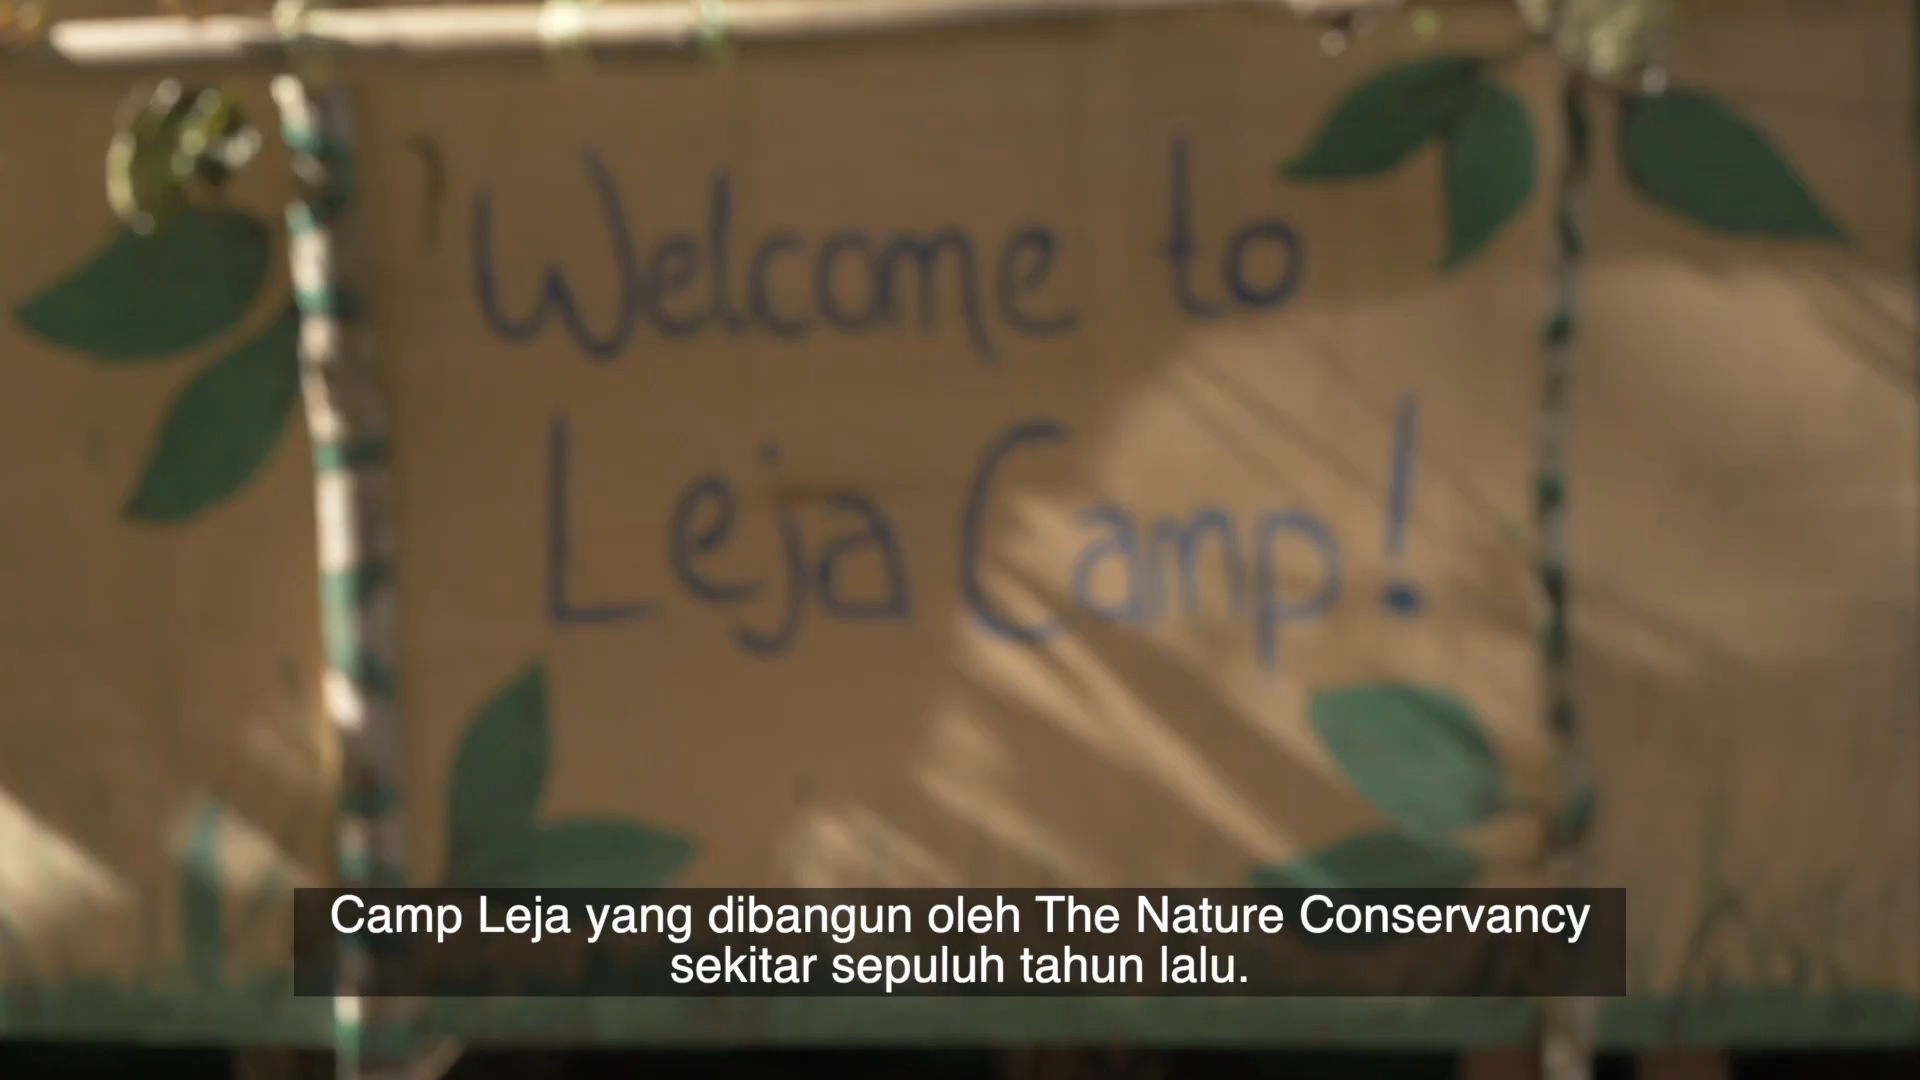 Welcome to
Leja Camp!
Camp Leja yang dibangun oleh The Nature Conservancy
sekitar sepuluh tahun lalu.